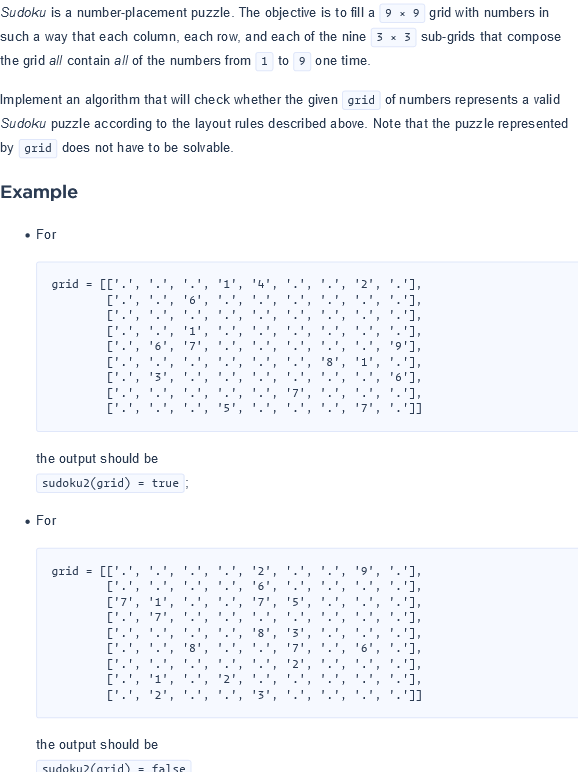 Sudoku is a number-placement puzzle. The objective is to fill a 9 × 9 grid with numbers in
such a way that each column, each row, and each of the nine 3 × 3 sub-grids that compose
the grid all contain all of the numbers from 1 to 9 one time.
Implement an algorithm that will check whether the given grid of numbers represents a valid
Sudoku puzzle according to the layout rules described above. Note that the puzzle represented
by grid does not have to be solvable.
Example
• For
grid = [['.', '.', '.', '1', '4', '.', '.', '2', '.'],
['.', '.', '6', '.', '.', '.', '.', '.', '.'],
['.', '.', '.', '.', '.', '.', '.', '.', '.'],
['.', '.', '1', '.', '.', '.', '.', '.', '.'],
['.', '6', '7', '.', '.', '.', '.', '.', '9'],
['.', '.', '.', '.', '.', '.', '8', '1', '.'],
['.', '3', '.', '.', '.', '.', '.', '.', '6'],
['.', '.', '.', '.', '.', '7', '.', '.', '.'],
['.', '.', '.', '5', '.', '.', '.', '7', '.']]
the output should be
sudoku2(grid) = true;
• For
grid = [['.', '.', '.', '.', '2', '.', '.', '9', '.'],
['.', '.', '.', '.', '6', '.', '.', '.', '.'],
['7', '1', '.', '.', '7', '5', '.', '.', '.'],
['.', '7', '.', '.', '.', '.', '.', '.', '.'],
['.', '.', '.', '.', '8', '3', '.', '.', '.'],
['.', '.', '8', '.', '.', '7', '.', '6', '.'],
['.', '.', '.', '.', '.', '2', '.', '.', '.'],
['.', '1', '.', '2', '.', '.', '.', '.', '.'],
['.', '2', '.', '.', '3', '.', '.', '.', '.']]
the output should be
sudoku2(grid) = false